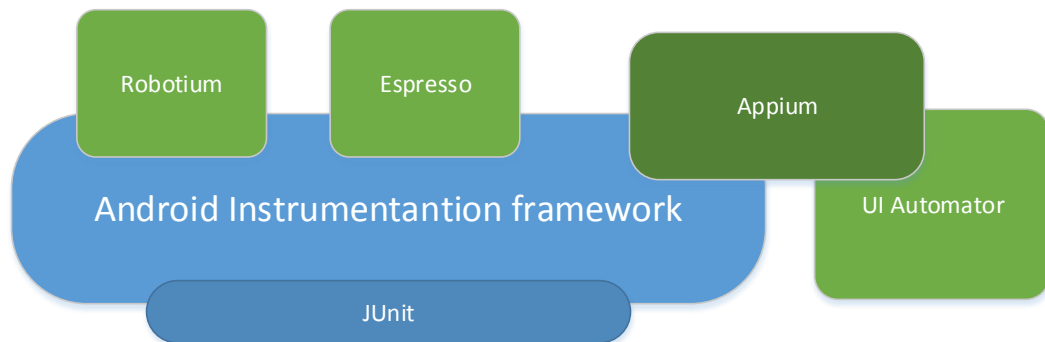 Robotium
Espresso
Appium
Android Instrumentantion framework
UI Automator
JUnit